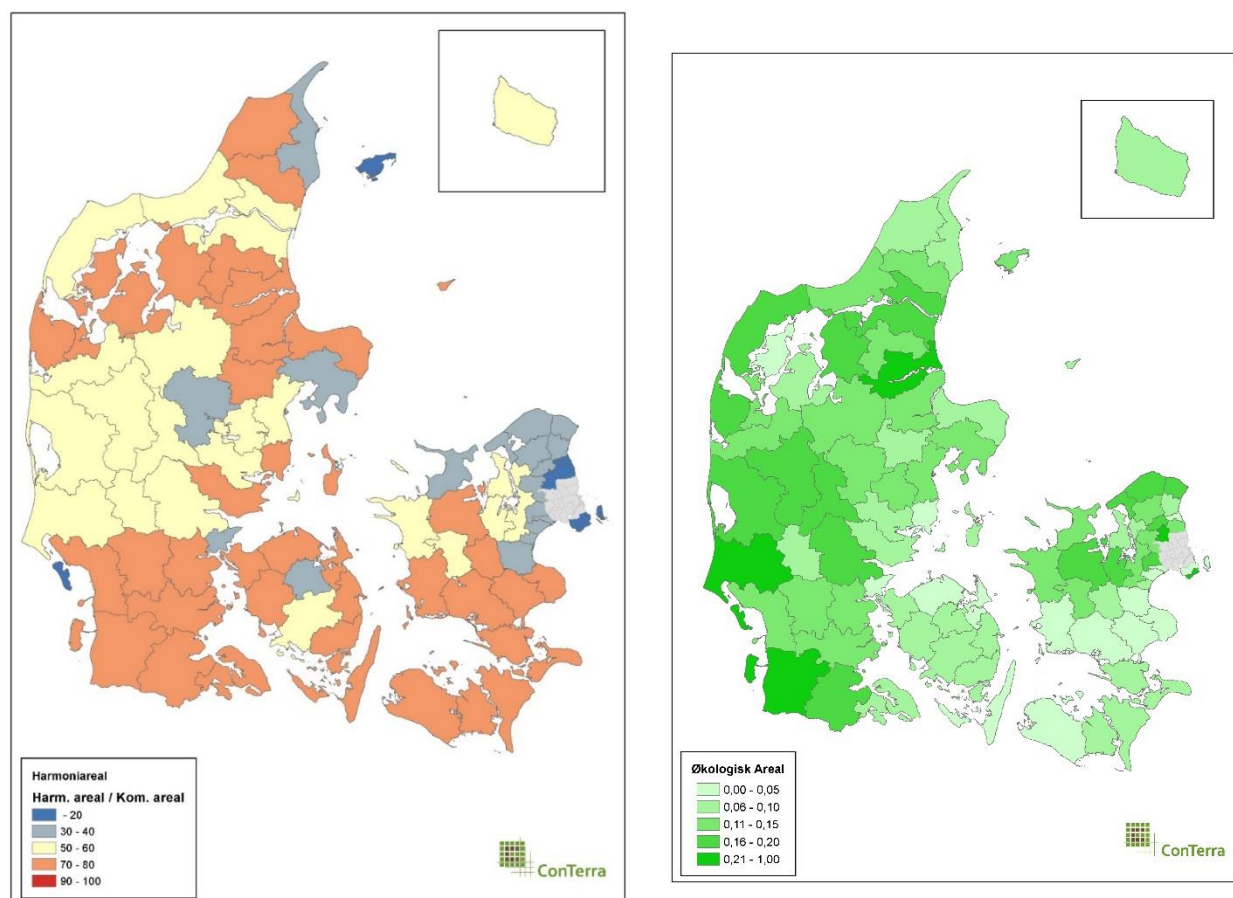 Harmoniareal
Harm. areal / Kom. areal
- 20
30 - 40
50 - 60
70 - 80
90 - 100
ConTerra
Økologisk Areal
0,00 - 0,05
0,06 - 0,10
0,11 - 0,15
0,16 - 0,20
0,21 - 1,00
ConTerra